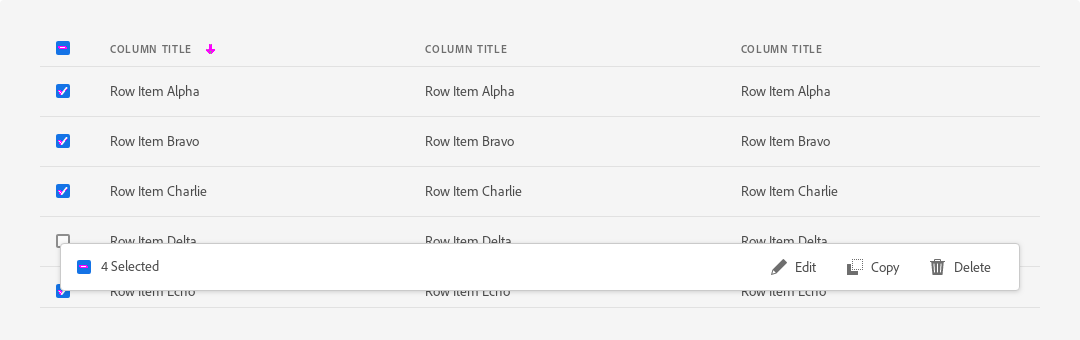 COLUMN TITLE COLUMN TITLE COLUMN TITLE
Row Item Alpha Row Item Alpha Row Item Alpha
Row Item Bravo Row Item Bravo Row Item Bravo
Row Item Charlie Row Item Charlie Row Item Charlie
Row Item Delta Row Item Delta Row Item Delta
4 Selected Edit Copy Delete
Row Item Echo Row Item Echo Row Item Echo